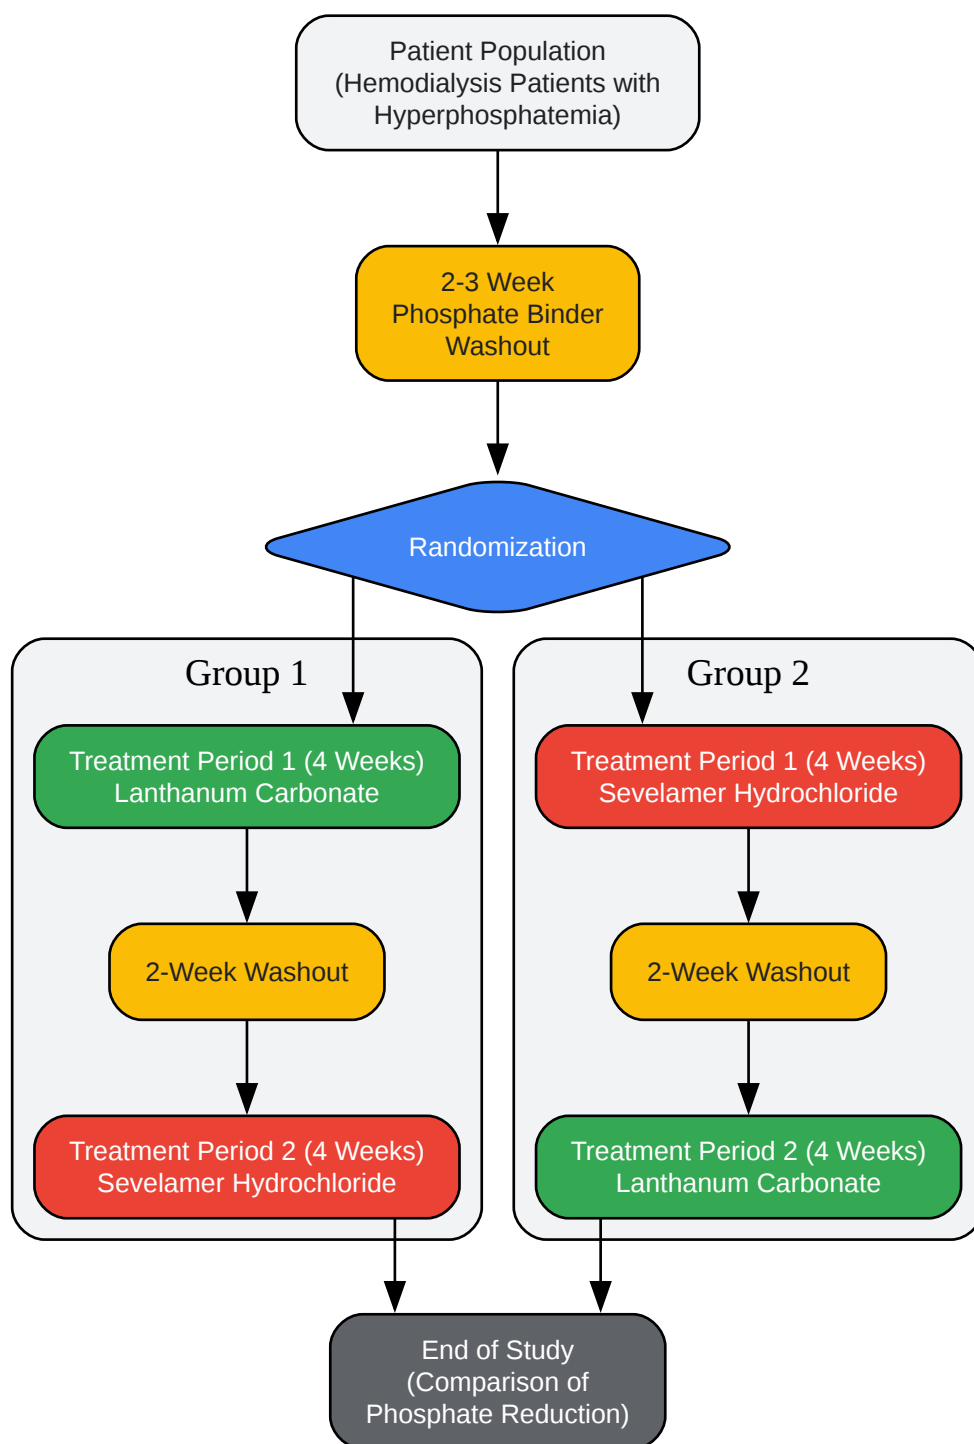 Patient Population
(Hemodialysis Patients with
Hyperphosphatemia)
2-3 Week
Phosphate Binder
Washout
Randomization
Group 1
Treatment Period 1 (4 Weeks)
Lanthanum Carbonate
2-Week Washout
Treatment Period 2 (4 Weeks)
Sevelamer Hydrochloride
Group 2
Treatment Period 1 (4 Weeks)
Sevelamer Hydrochloride
2-Week Washout
Treatment Period 2 (4 Weeks)
Lanthanum Carbonate
End of Study
(Comparison of
Phosphate Reduction)